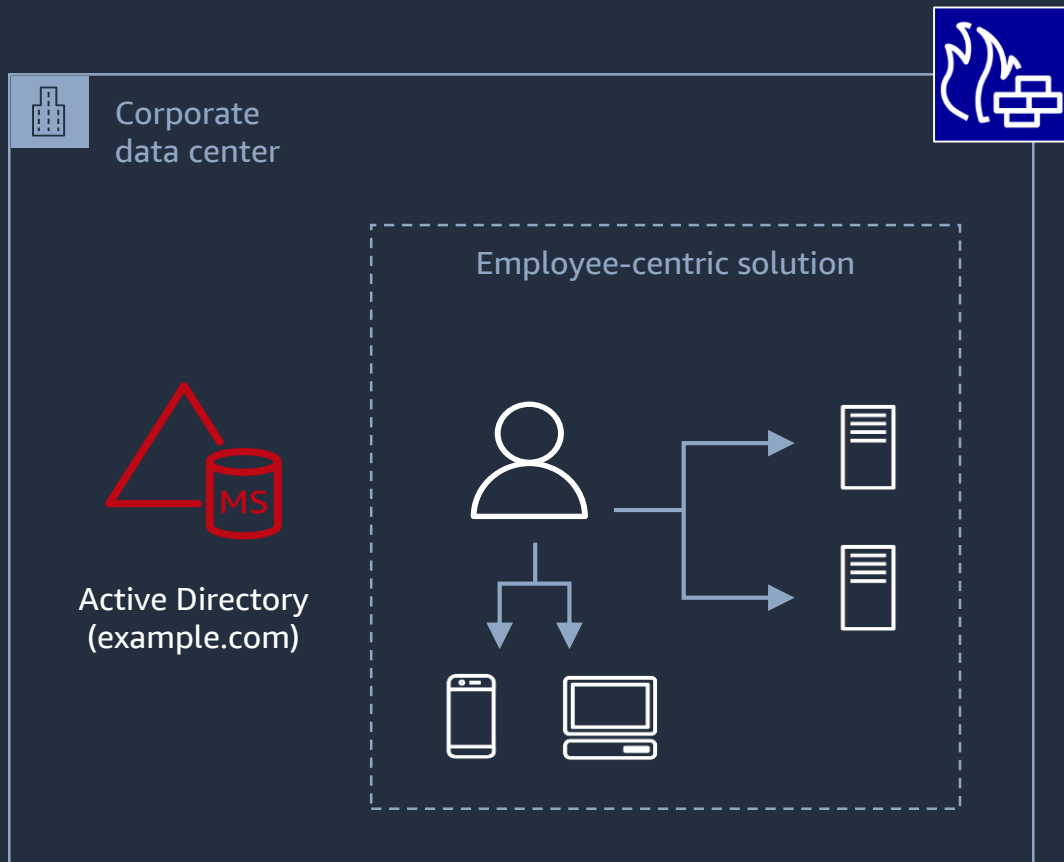 Corporate
data center
Employee-centric solution
MS
Active Directory
(example.com)